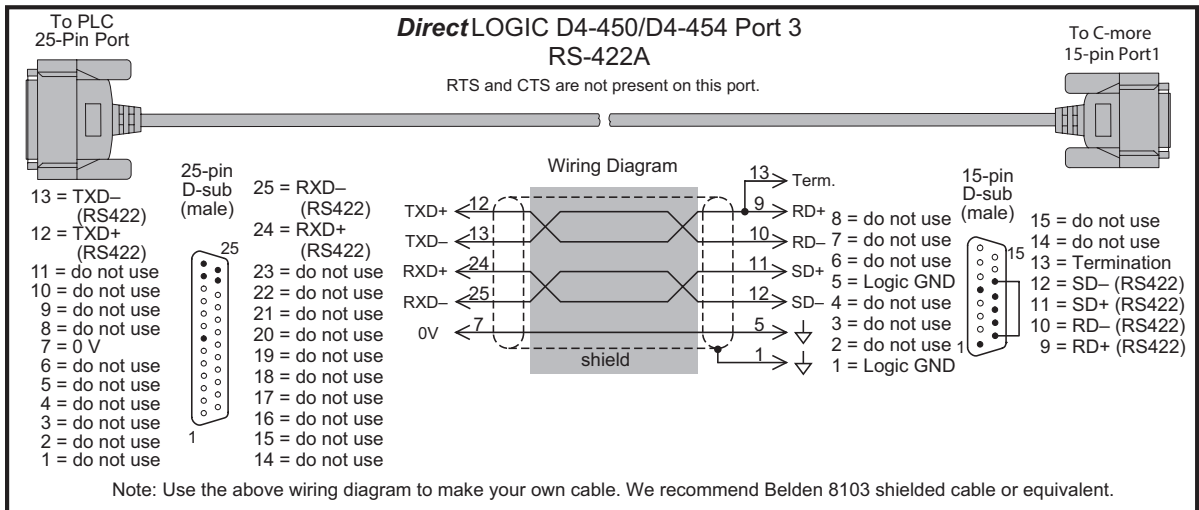 To PLC
25-Pin Port
DirectLOGIC D4-450/D4-454 Port 3
RS-422A
RTS and CTS are not present on this port.
To C-more
15-pin Port1
13 = TXD–
(RS422)
12 = TXD+
(RS422)
11 = do not use
10 = do not use
9 = do not use
8 = do not use
7 = 0 V
6 = do not use
5 = do not use
4 = do not use
3 = do not use
2 = do not use
1 = do not use
25-pin
D-sub
(male)
25
1
25 = RXD–
(RS422)
24 = RXD+
(RS422)
23 = do not use
22 = do not use
21 = do not use
20 = do not use
19 = do not use
18 = do not use
17 = do not use
16 = do not use
15 = do not use
14 = do not use
Wiring Diagram
13 Term.
TXD+ 12 9 RD+
TXD– 13 10 RD–
RXD+ 24 11 SD+
RXD– 25 12 SD–
0V 7 5
shield 1
8 = do not use
7 = do not use
6 = do not use
5 = Logic GND
4 = do not use
3 = do not use
2 = do not use
1 = Logic GND
15-pin
D-sub
(male)
15
1
15 = do not use
14 = do not use
13 = Termination
12 = SD– (RS422)
11 = SD+ (RS422)
10 = RD– (RS422)
9 = RD+ (RS422)
Note: Use the above wiring diagram to make your own cable. We recommend Belden 8103 shielded cable or equivalent.